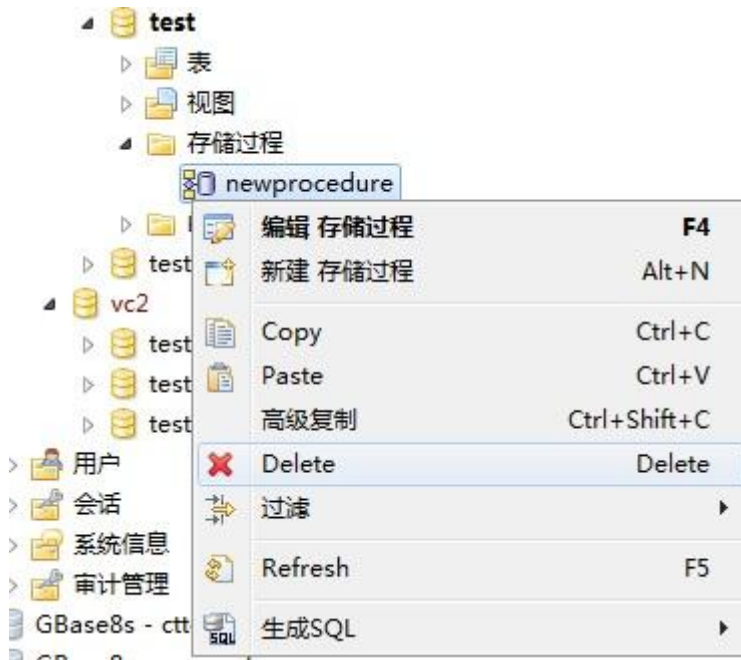 test
表
视图
存储过程
newprocedure
编辑 存储过程 F4
新建 存储过程 Alt+N
test
vc2
Copy Ctrl+C
test
Paste Ctrl+V
test
高级复制 Ctrl+Shift+C
test
用户
Delete Delete
会话
过滤
系统信息
Refresh F5
审计管理
GBase8s - ctt
生成SQL
SQL